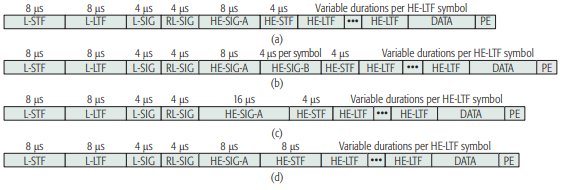 8 μs 8 μs 4 μs 4 μs 8 μs 4 μs Variable durations per HE-LTF symbol
L-STF L-LTF L-SIG RL-SIG HE-SIG-A HE-STF HE-LTF ••• HE-LTF DATA PE
(a)
8 μs 8 μs 4 μs 4 μs 8 μs 4 μs per symbol 4 μs Variable durations per HE-LTF symbol
L-STF L-LTF L-SIG RL-SIG HE-SIG-A HE-SIG-B HE-STF HE-LTF ••• HE-LTF DATA PE
(b)
8 μs 8 μs 4 μs 4 μs 16 μs 4 μs Variable durations per HE-LTF symbol
L-STF L-LTF L-SIG RL-SIG HE-SIG-A HE-STF HE-LTF ••• HE-LTF DATA PE
(c)
8 μs 8 μs 4 μs 4 μs 8 μs 8 μs Variable durations per HE-LTF symbol
L-STF L-LTF L-SIG RL-SIG HE-SIG-A HE-STF HE-LTF ••• HE-LTF DATA PE
(d)